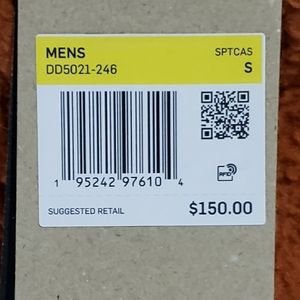 MENS SPTCAS
DD5021-246 S
1 95242 97610 4
RFID
SUGGESTED RETAIL $150.00